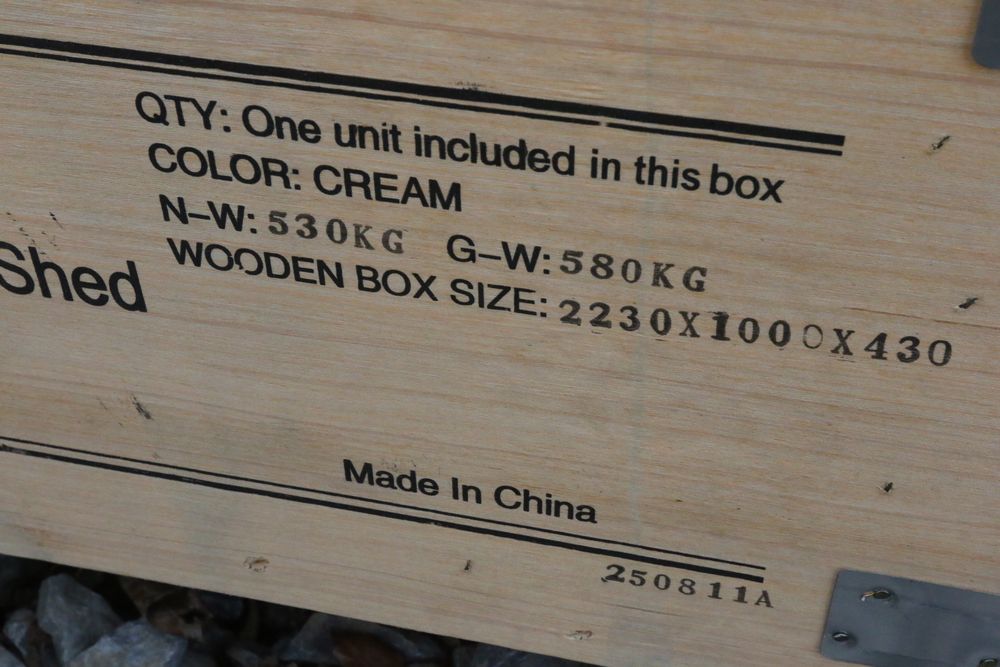 QTY: One unit included in this box
COLOR: CREAM
N–W: 530KG G–W: 580KG
WOODEN BOX SIZE: 2230X1000X430
Shed
Made In China
250811A